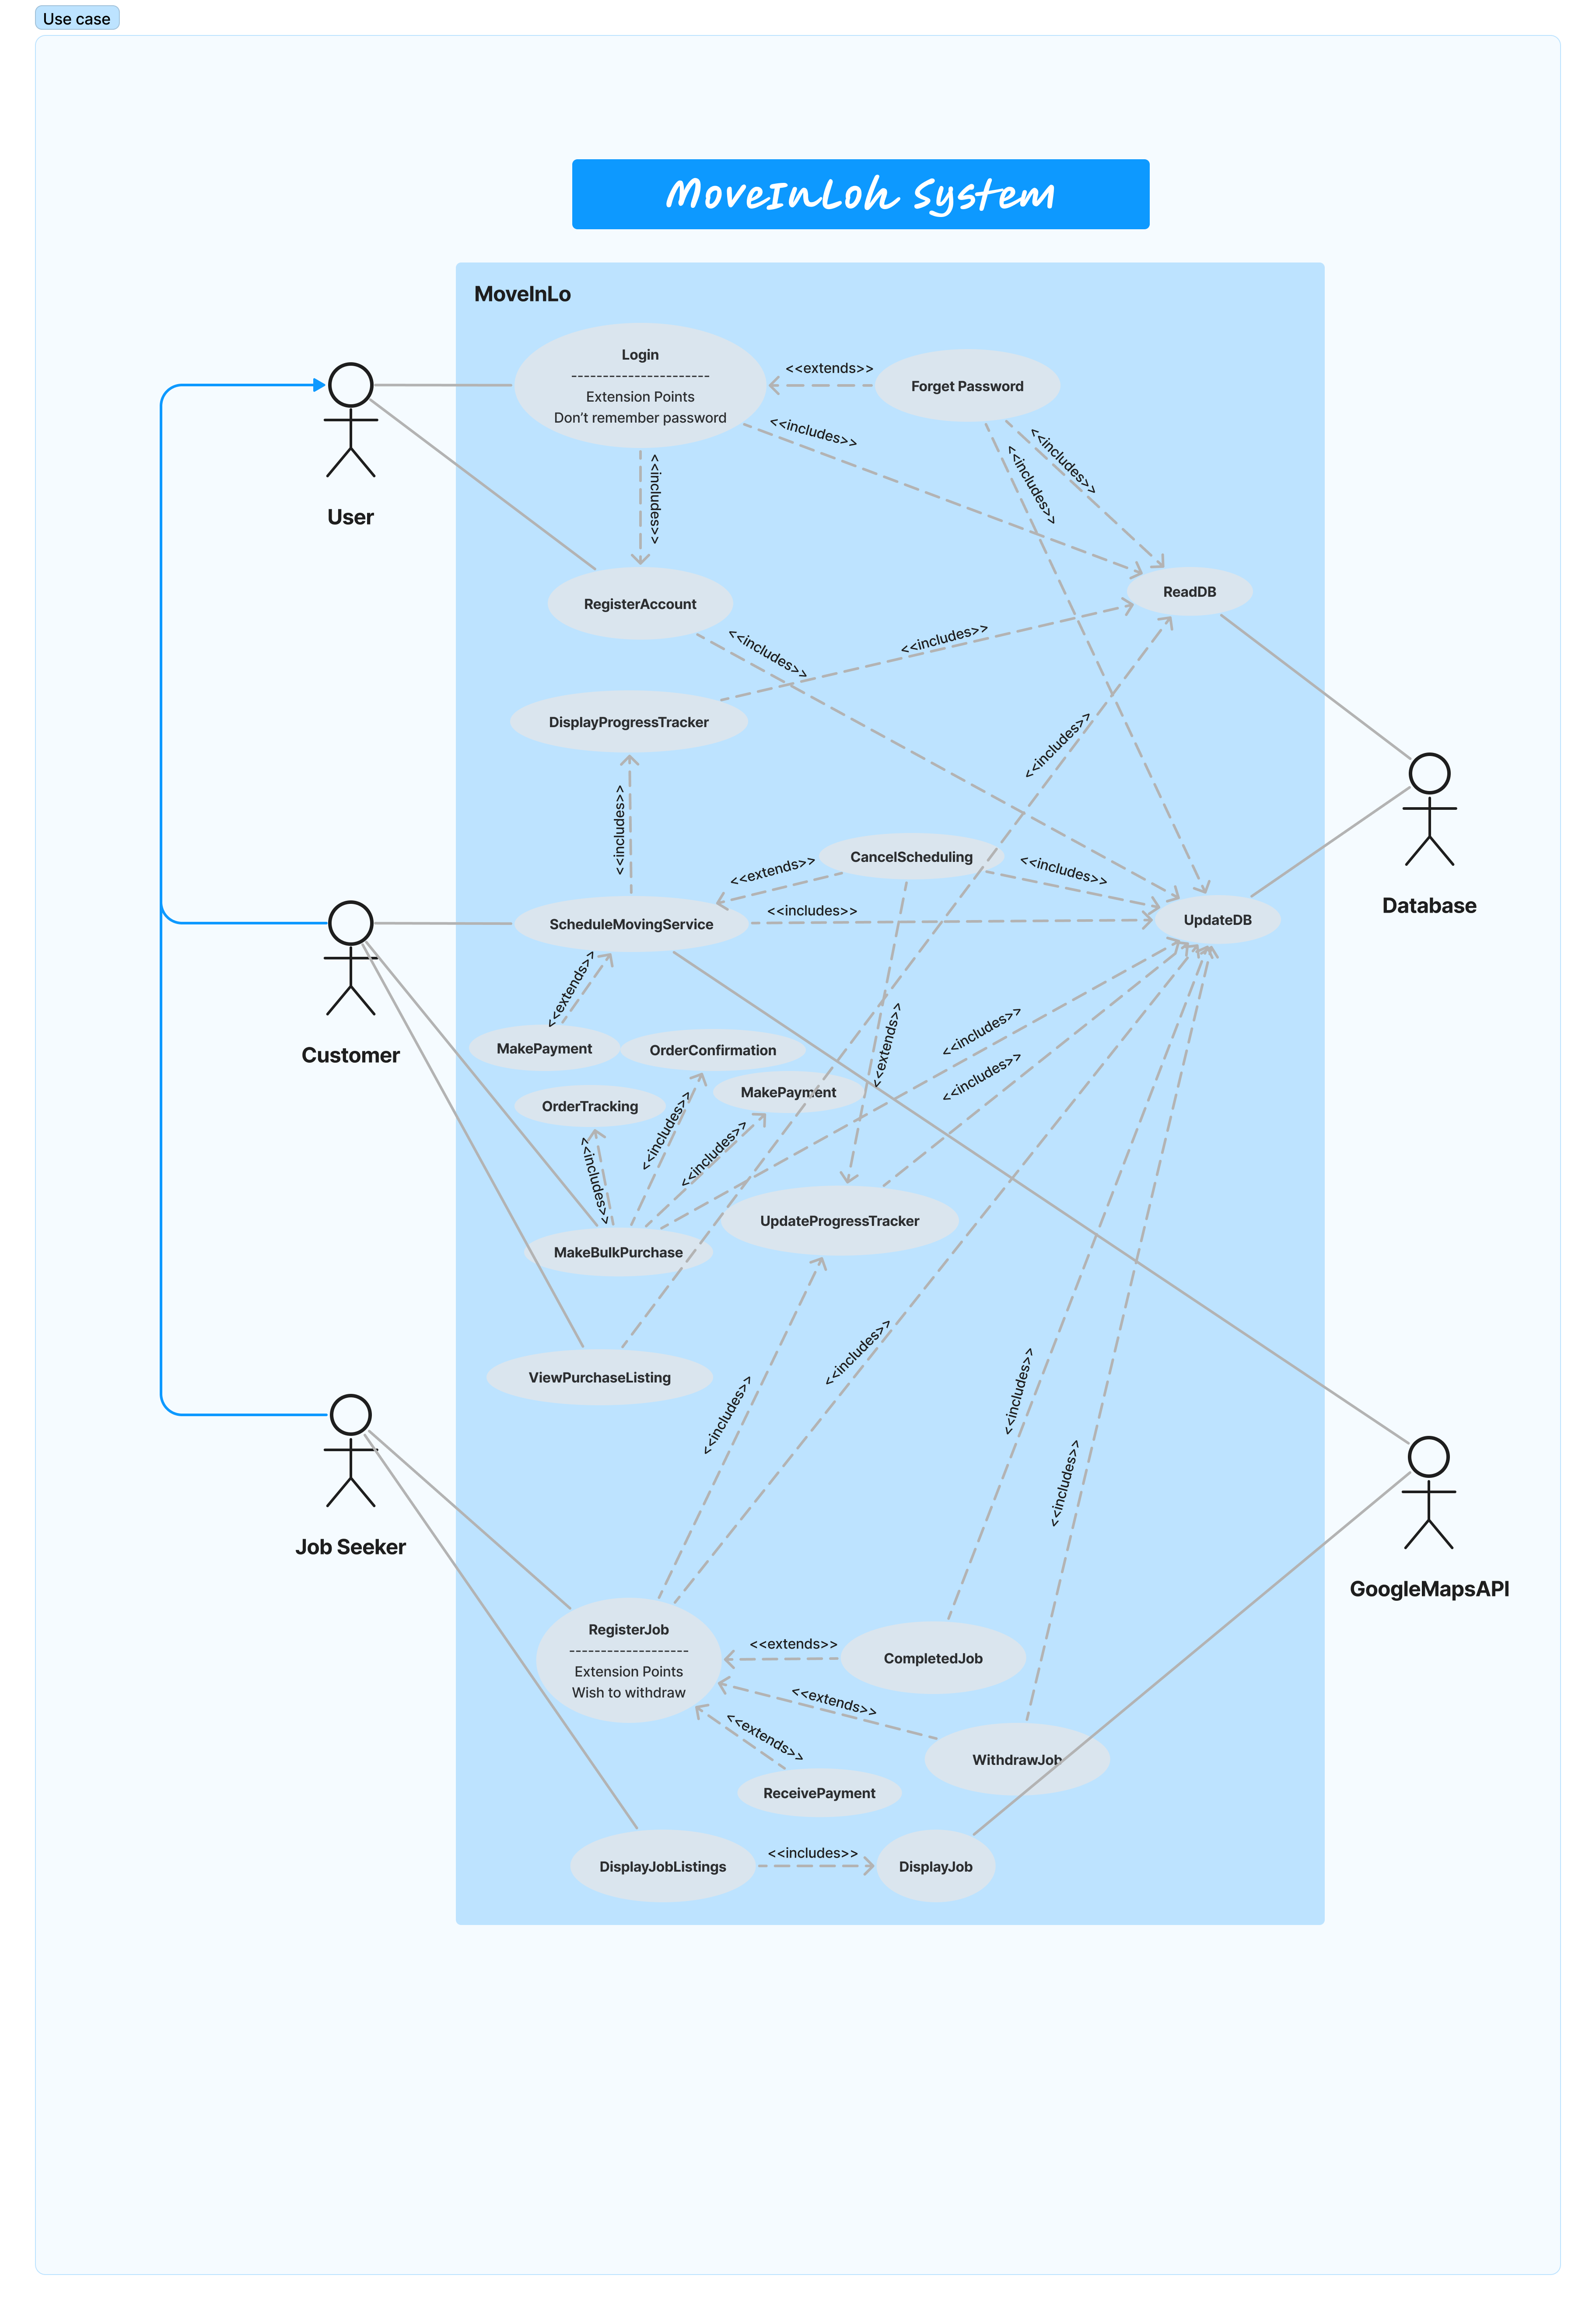 Use case
MoveInLoh System
MoveInLo
Login
----------------------
Extension Points
Don't remember password
<<extends>>
Forget Password
<<includes>>
<<includes>>
<<includes>>
<<includes>>
User
RegisterAccount
ReadDB
<<includes>>
<<includes>>
DisplayProgressTracker
<<includes>>
<<includes>>
CancelScheduling
<<extends>>
<<includes>>
Database
ScheduleMovingService
<<includes>>
UpdateDB
<<extends>>
Customer
MakePayment
OrderConfirmation
<<includes>>
<<extends>>
<<includes>>
MakePayment
OrderTracking
<<includes>>
<<includes>>
<<includes>>
UpdateProgressTracker
MakeBulkPurchase
<<includes>>
ViewPurchaseListing
<<includes>>
<<includes>>
<<includes>>
Job Seeker
GoogleMapsAPI
RegisterJob
-------------------
Extension Points
Wish to withdraw
<<extends>>
CompletedJob
<<extends>>
<<extends>>
WithdrawJob
ReceivePayment
DisplayJobListings
<<includes>>
DisplayJob